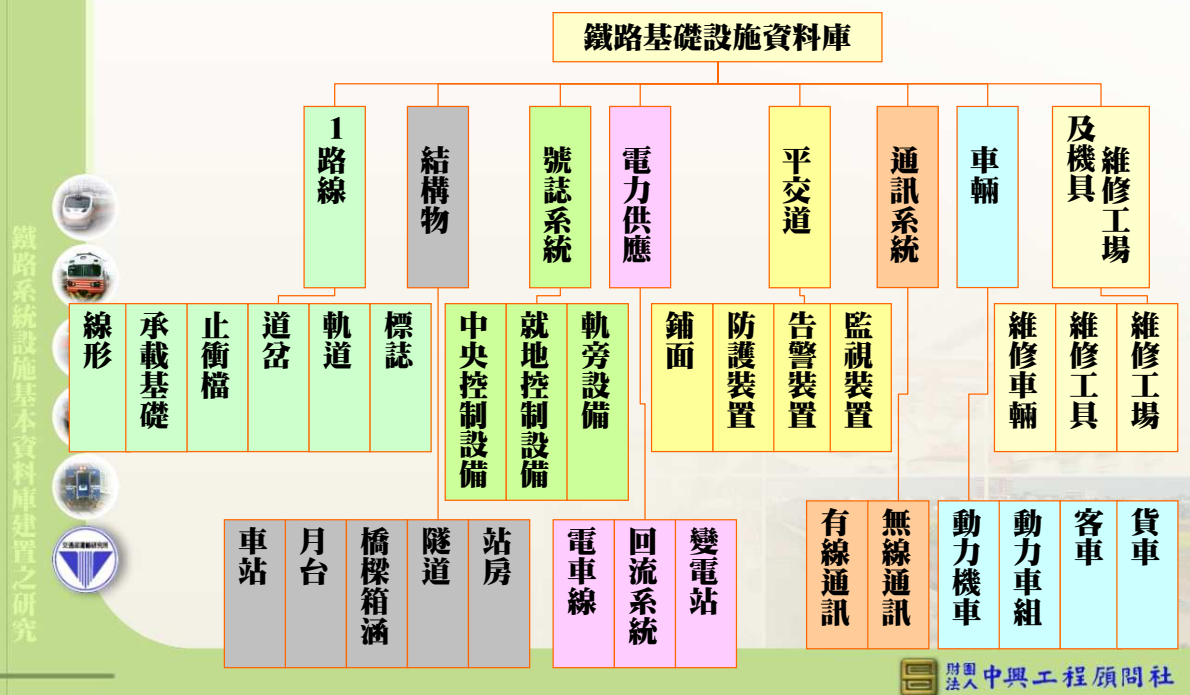 鐵路基礎設施資料庫
1路線
結構物
號誌系統
電力供應
平交道
通訊系統
車輛
維修工場
及機具
線形
承載基礎
止衝檔
道岔
軌道
標誌
中央控制設備
就地控制設備
軌旁設備
鋪面
防護裝置
告警裝置
監視裝置
維修車輛
維修工具
維修工場
車站
月台
橋樑箱涵
隧道
站房
電車線
回流系統
變電站
有線通訊
無線通訊
動力機車
動力車組
客車
貨車
鐵路系統設施基本資料庫建置之研究
交通部運輸研究所
財團法人中興工程顧問社